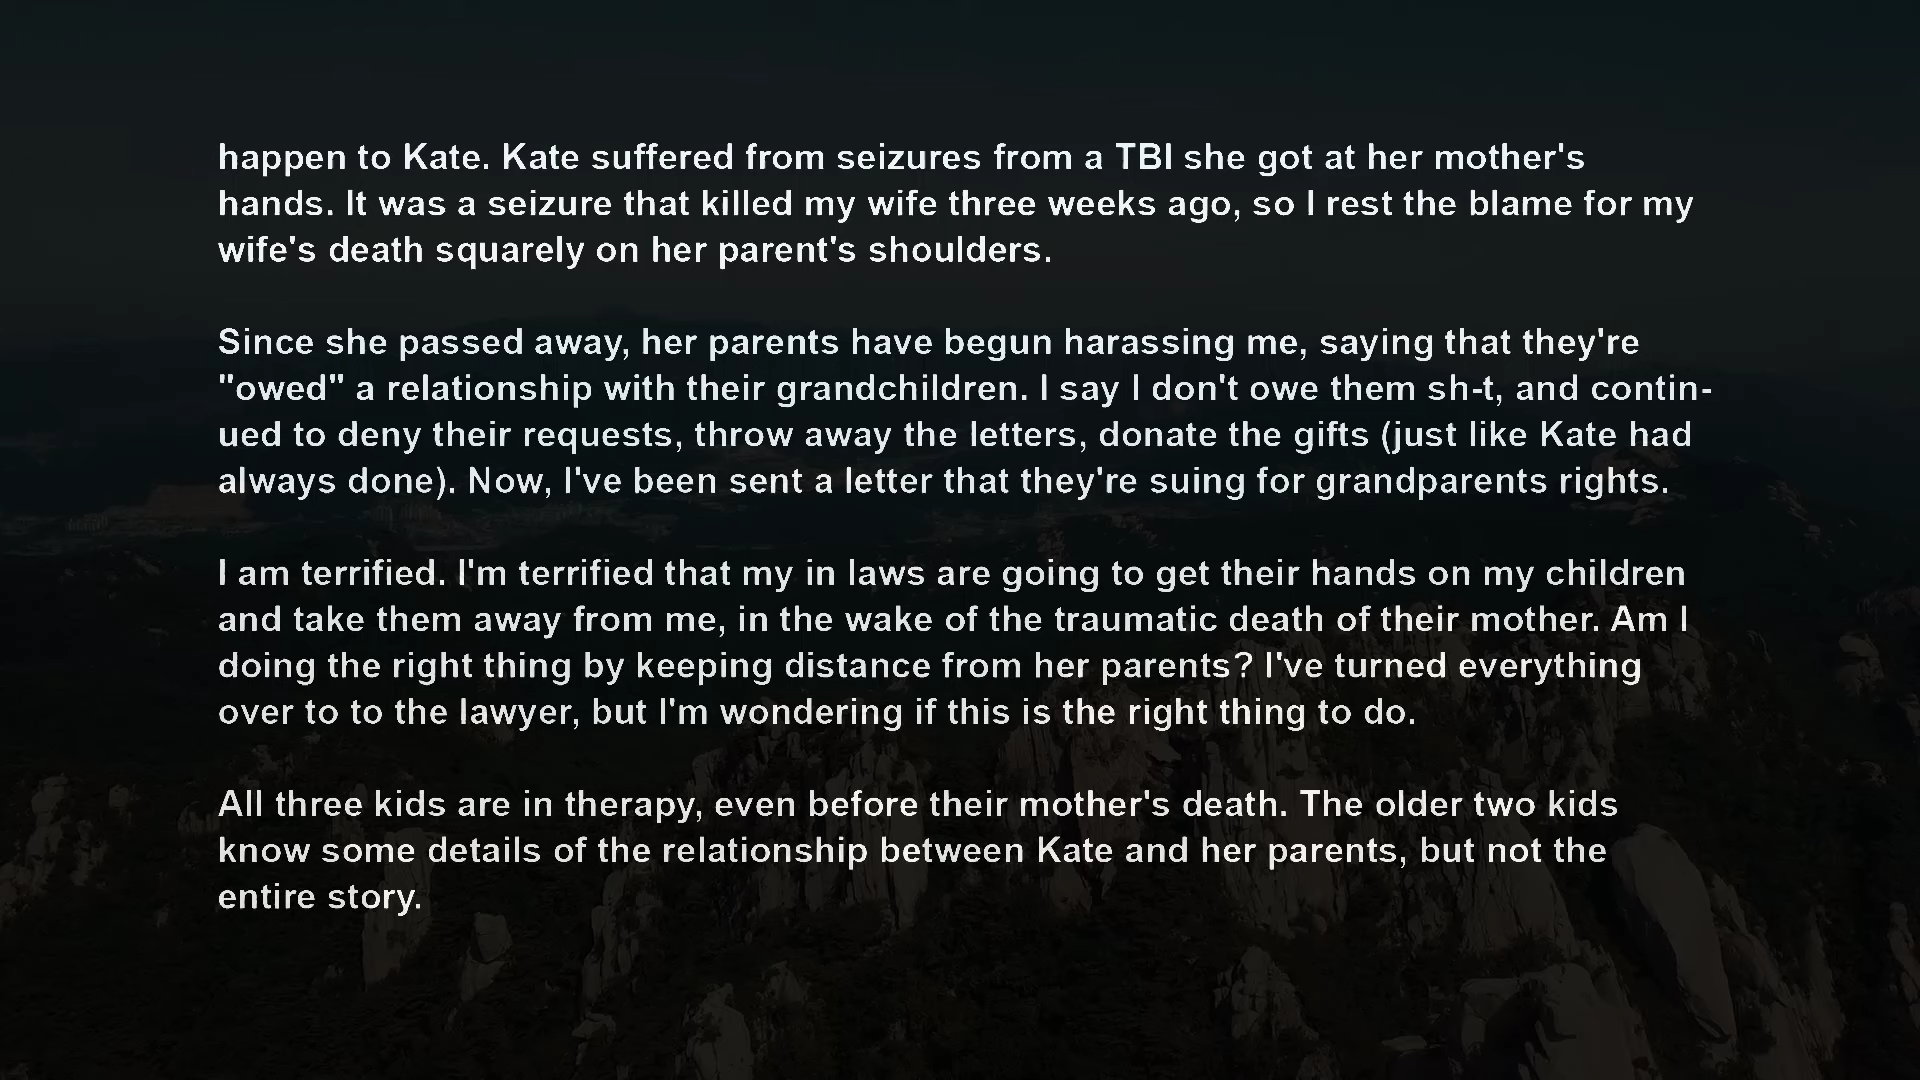 happen to Kate. Kate suffered from seizures from a TBI she got at her mother's
hands. It was a seizure that killed my wife three weeks ago, so I rest the blame for my
wife's death squarely on her parent's shoulders.
Since she passed away, her parents have begun harassing me, saying that they're
"owed" a relationship with their grandchildren. I say I don't owe them sh-t, and contin-
ued to deny their requests, throw away the letters, donate the gifts (just like Kate had
always done). Now, I've been sent a letter that they're suing for grandparents rights.
I am terrified. I'm terrified that my in laws are going to get their hands on my children
and take them away from me, in the wake of the traumatic death of their mother. Am I
doing the right thing by keeping distance from her parents? I've turned everything
over to to the lawyer, but I'm wondering if this is the right thing to do.
All three kids are in therapy, even before their mother's death. The older two kids
know some details of the relationship between Kate and her parents, but not the
entire story.